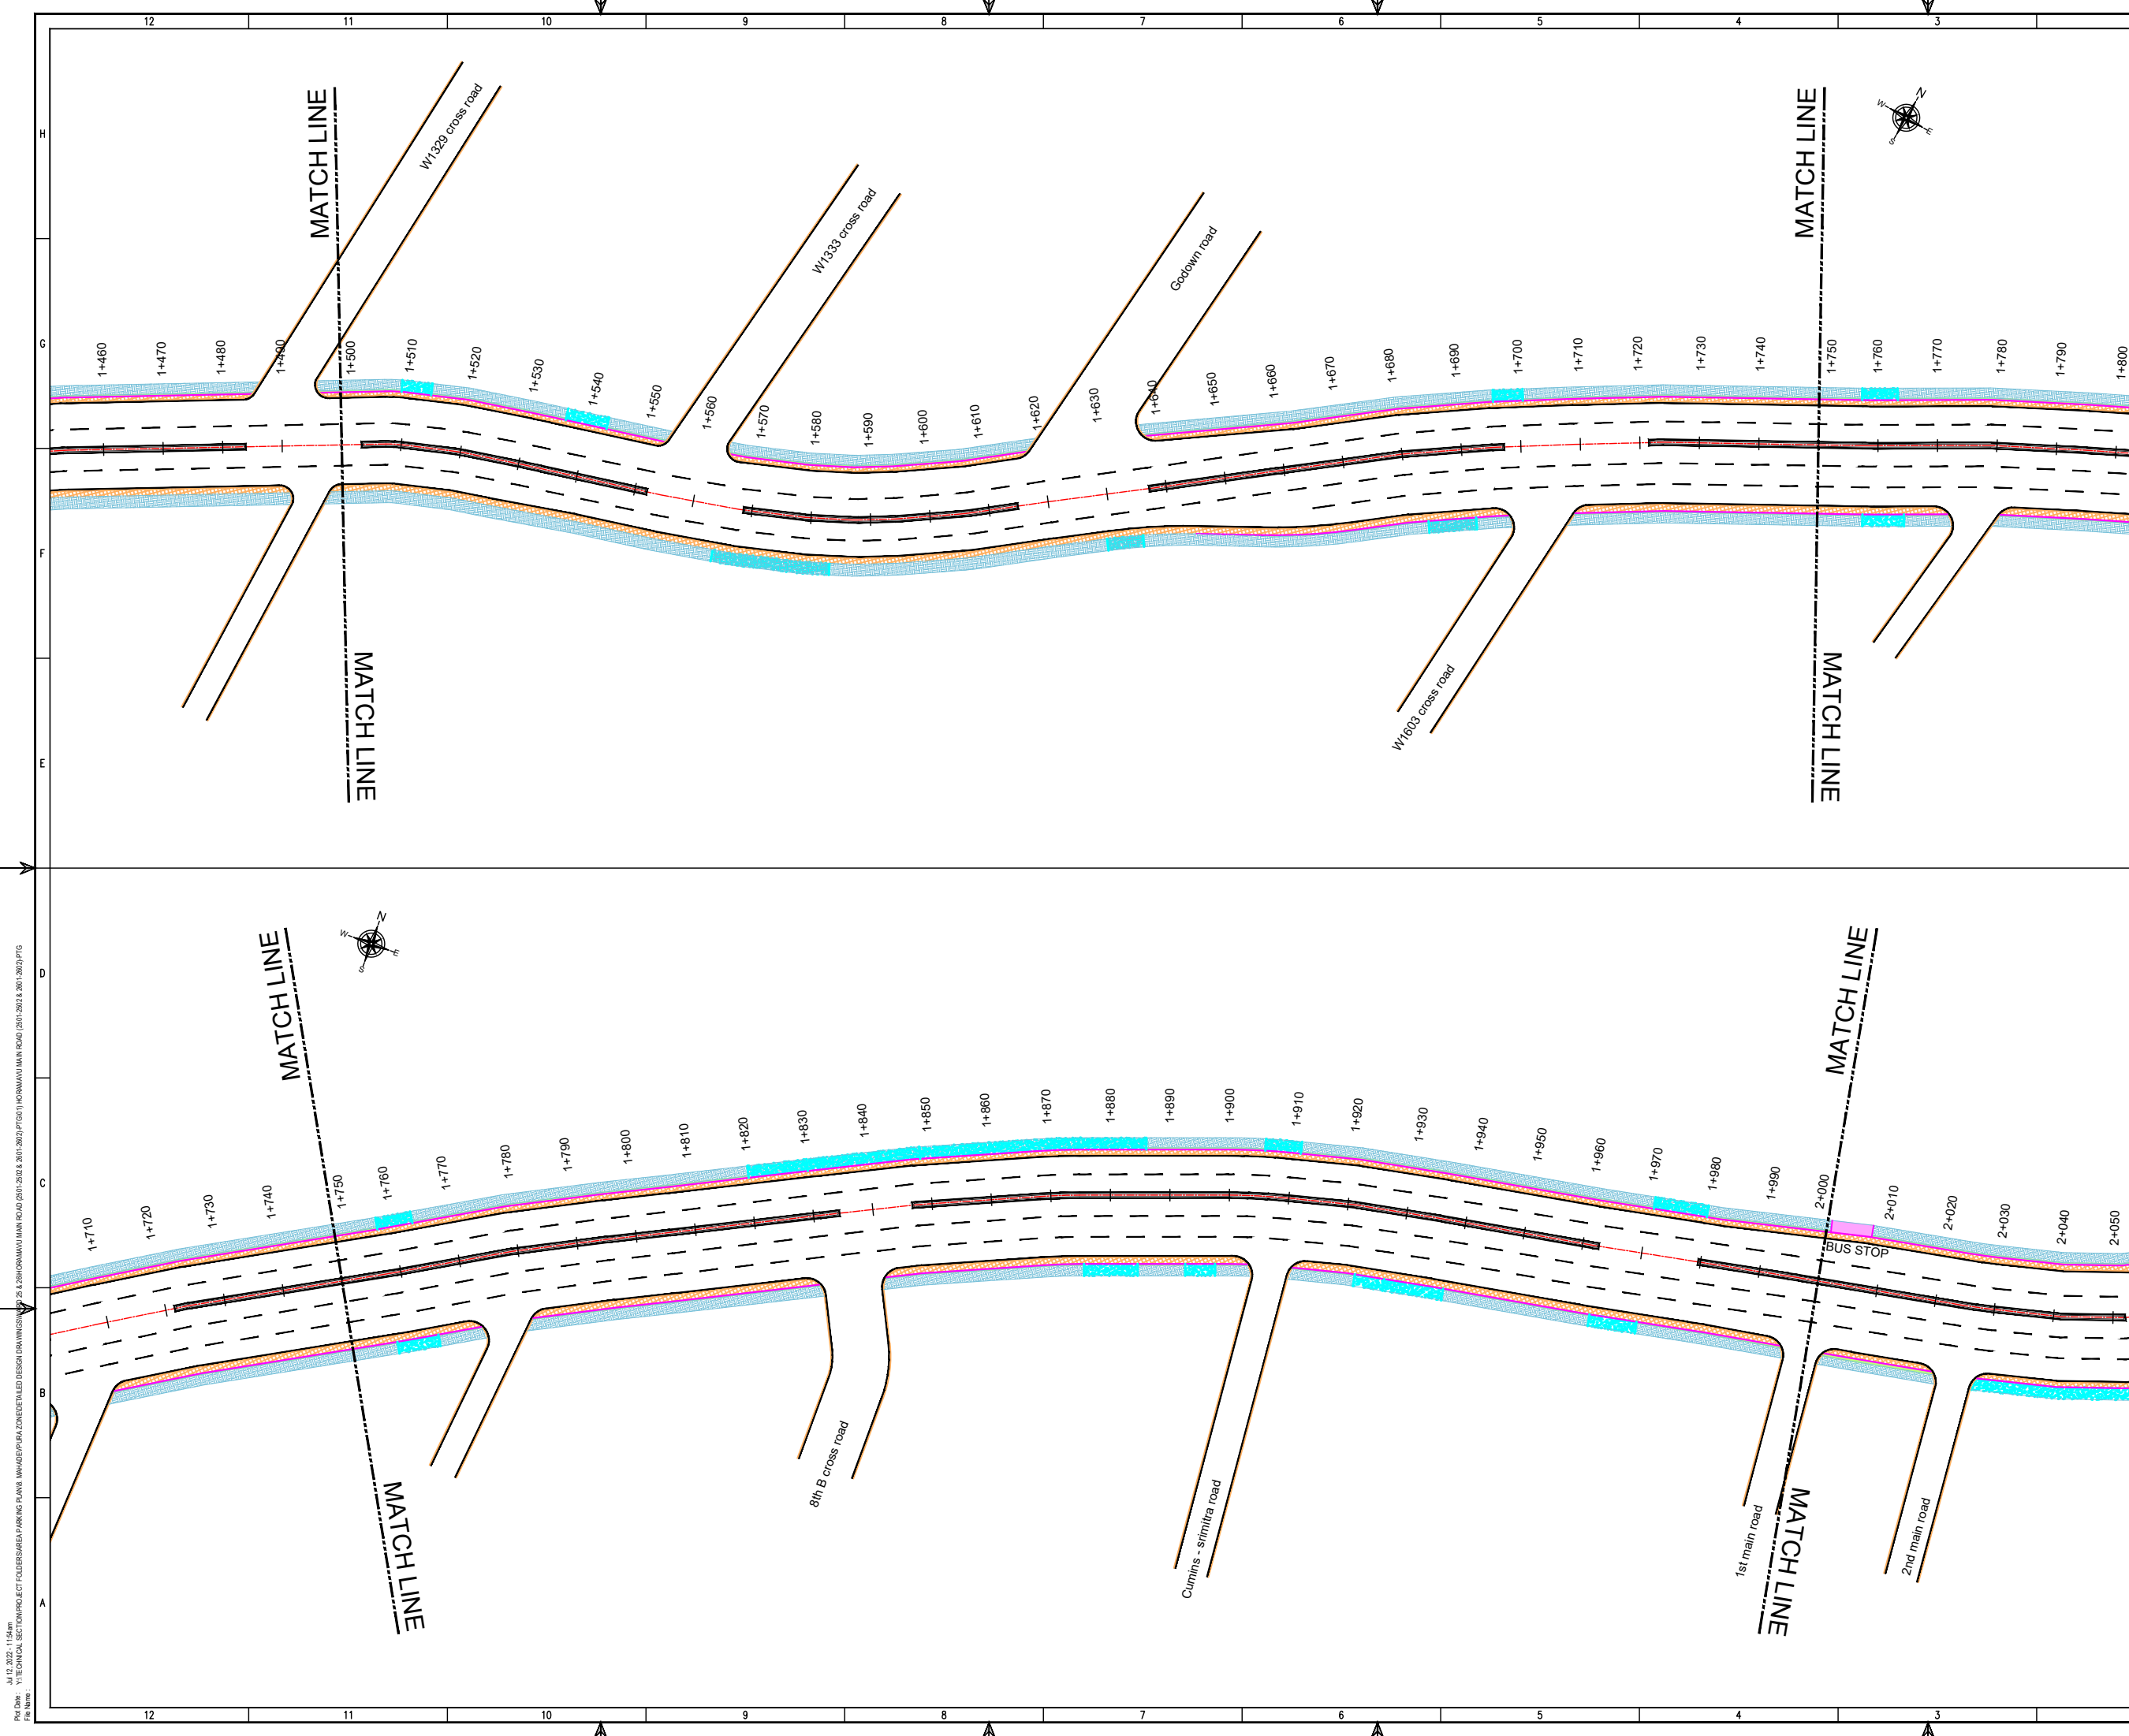 12 11 10 9 8 7 6 5 4 3
H
G
F
E
D
C
B
A
MATCH LINE
W1329 cross road
W1333 cross road
Godown road
MATCH LINE
N
W
E
S
1+460 1+470 1+480 1+490 1+500 1+510 1+520 1+530 1+540 1+550 1+560 1+570 1+580 1+590 1+600 1+610 1+620 1+630 1+640 1+650 1+660 1+670 1+680 1+690 1+700 1+710 1+720 1+730 1+740 1+750 1+760 1+770 1+780 1+790 1+800
MATCH LINE
W1603 cross road
MATCH LINE
MATCH LINE
N
W
E
S
MATCH LINE
1+710 1+720 1+730 1+740 1+750 1+760 1+770 1+780 1+790 1+800 1+810 1+820 1+830 1+840 1+850 1+860 1+870 1+880 1+890 1+900 1+910 1+920 1+930 1+940 1+950 1+960 1+970 1+980 1+990 2+000 2+010 2+020 2+030 2+040 2+050
BUS STOP
MATCH LINE
8th B cross road
Cumins - srimitra road
1st main road
MATCH LINE
2nd main road
12 11 10 9 8 7 6 5 4 3
Plot Date : Jul 12, 2022 - 11:54am
File Name :